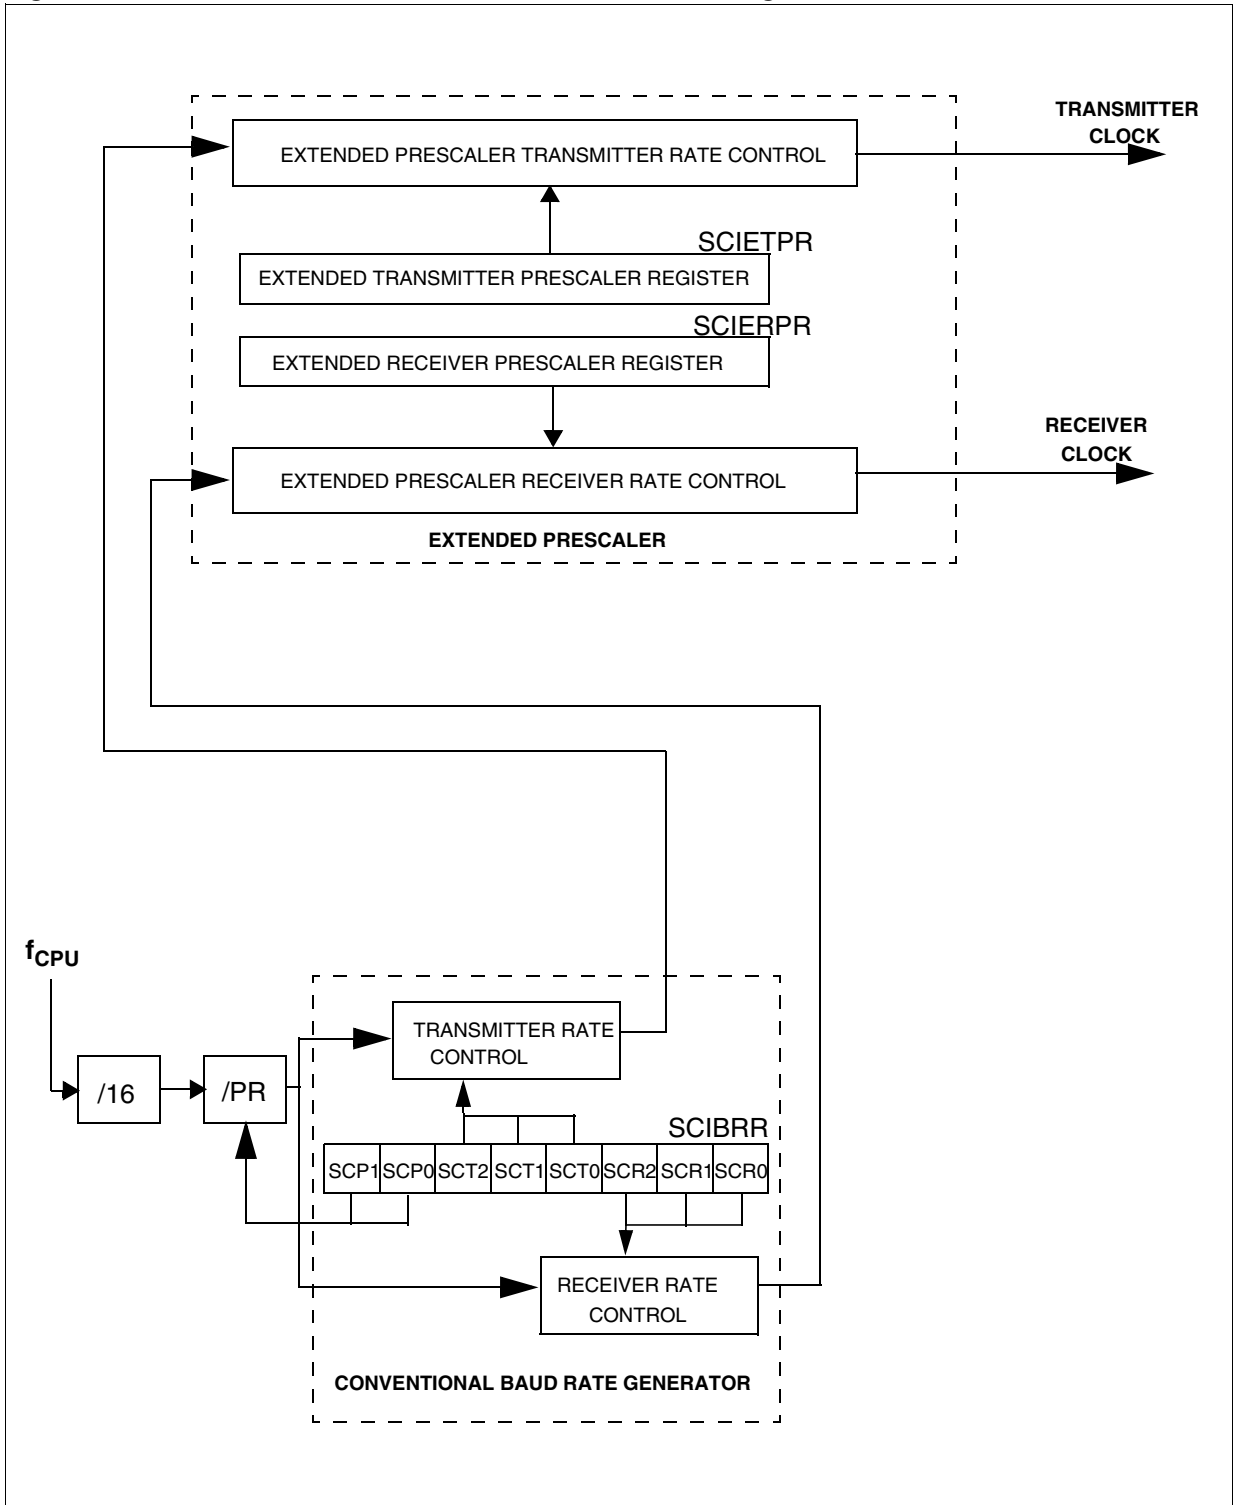 TRANSMITTER
CLOCK
EXTENDED PRESCALER TRANSMITTER RATE CONTROL
SCIETPR
EXTENDED TRANSMITTER PRESCALER REGISTER
SCIERPR
EXTENDED RECEIVER PRESCALER REGISTER
RECEIVER
CLOCK
EXTENDED PRESCALER RECEIVER RATE CONTROL
EXTENDED PRESCALER
fCPU
TRANSMITTER RATE
CONTROL
/16
/PR
SCIBRR
SCP1 SCP0 SCT2 SCT1 SCT0 SCR2 SCR1 SCR0
RECEIVER RATE
CONTROL
CONVENTIONAL BAUD RATE GENERATOR